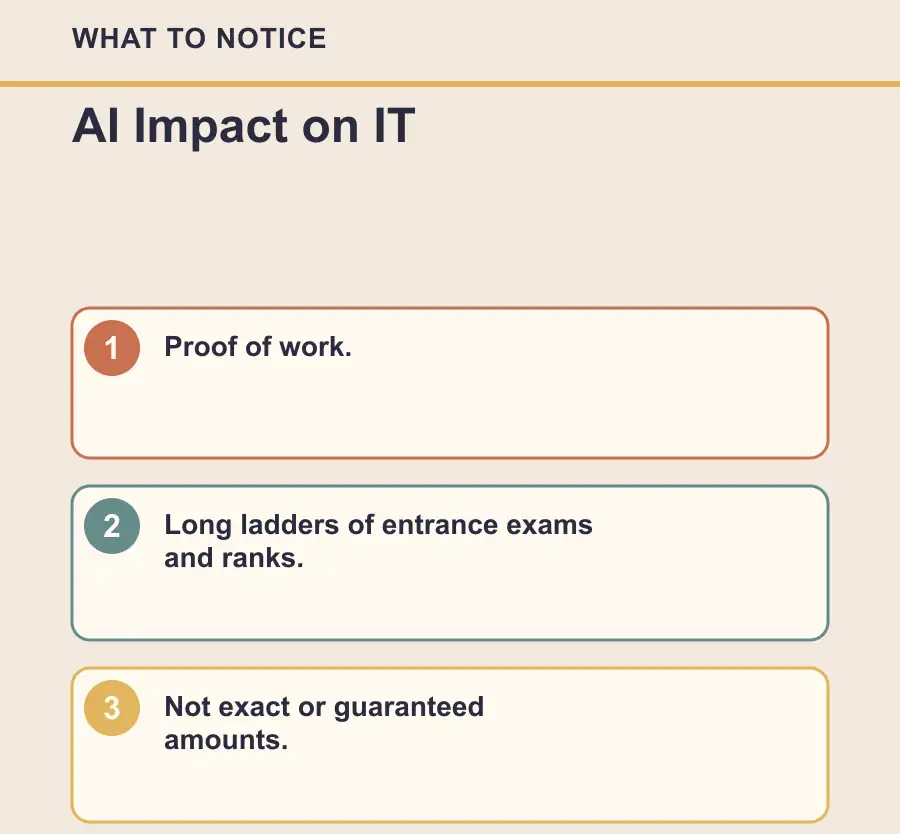 WHAT TO NOTICE
AI Impact on IT
1
Proof of work.
2
Long ladders of entrance exams
and ranks.
3
Not exact or guaranteed
amounts.